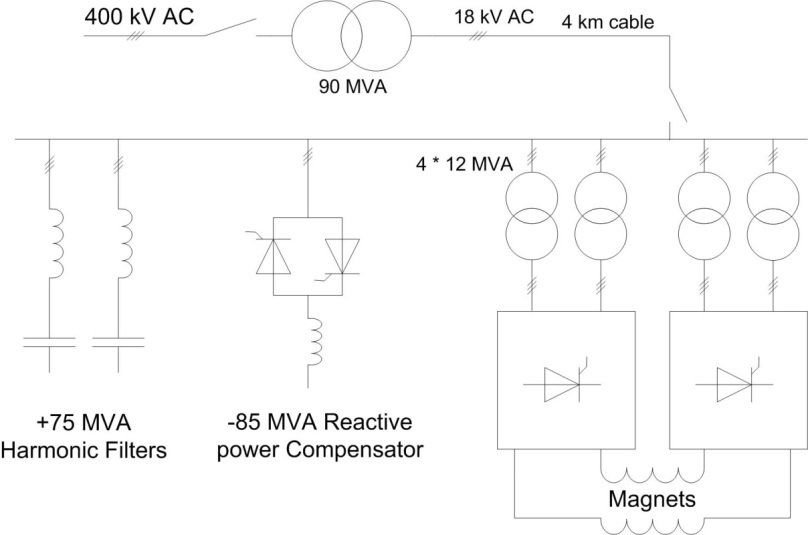 400 kV AC
18 kV AC
4 km cable
90 MVA
4 * 12 MVA
+75 MVA
Harmonic Filters
-85 MVA Reactive
power Compensator
Magnets